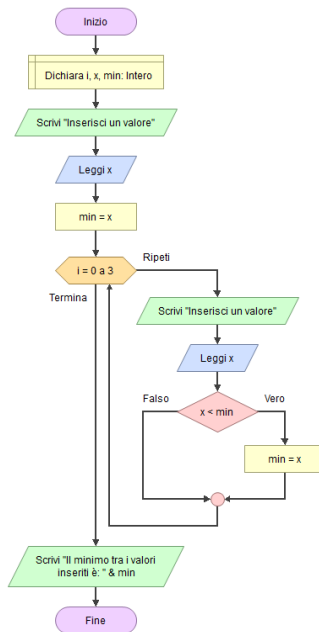 Inizio
Dichiara i, x, min: Intero
Scrivi "Inserisci un valore"
Leggi x
min = x
i = 0 a 3
Ripeti
Termina
Scrivi "Inserisci un valore"
Leggi x
Falso
Vero
x < min
min = x
Scrivi "Il minimo tra i valori
inseriti è: " & min
Fine